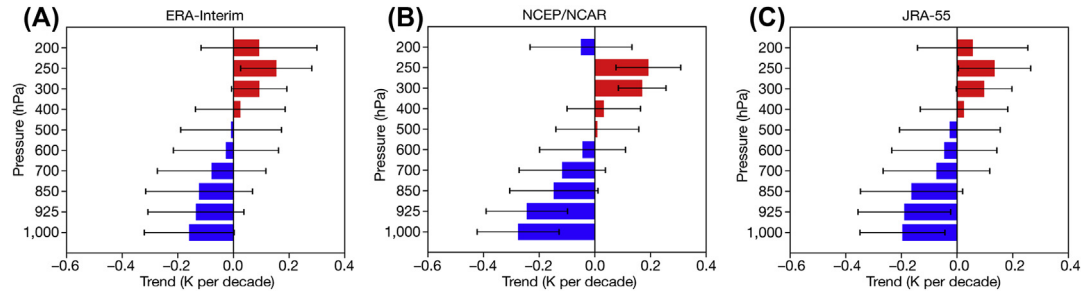 (A) ERA-Interim
Pressure (hPa)
200
250
300
400
500
600
700
850
925
1,000
−0.6 −0.4 −0.2 0.0 0.2 0.4
Trend (K per decade)
(B) NCEP/NCAR
Pressure (hPa)
200
250
300
400
500
600
700
850
925
1,000
−0.6 −0.4 −0.2 0.0 0.2 0.4
Trend (K per decade)
(C) JRA-55
Pressure (hPa)
200
250
300
400
500
600
700
850
925
1,000
−0.6 −0.4 −0.2 0.0 0.2 0.4
Trend (K per decade)